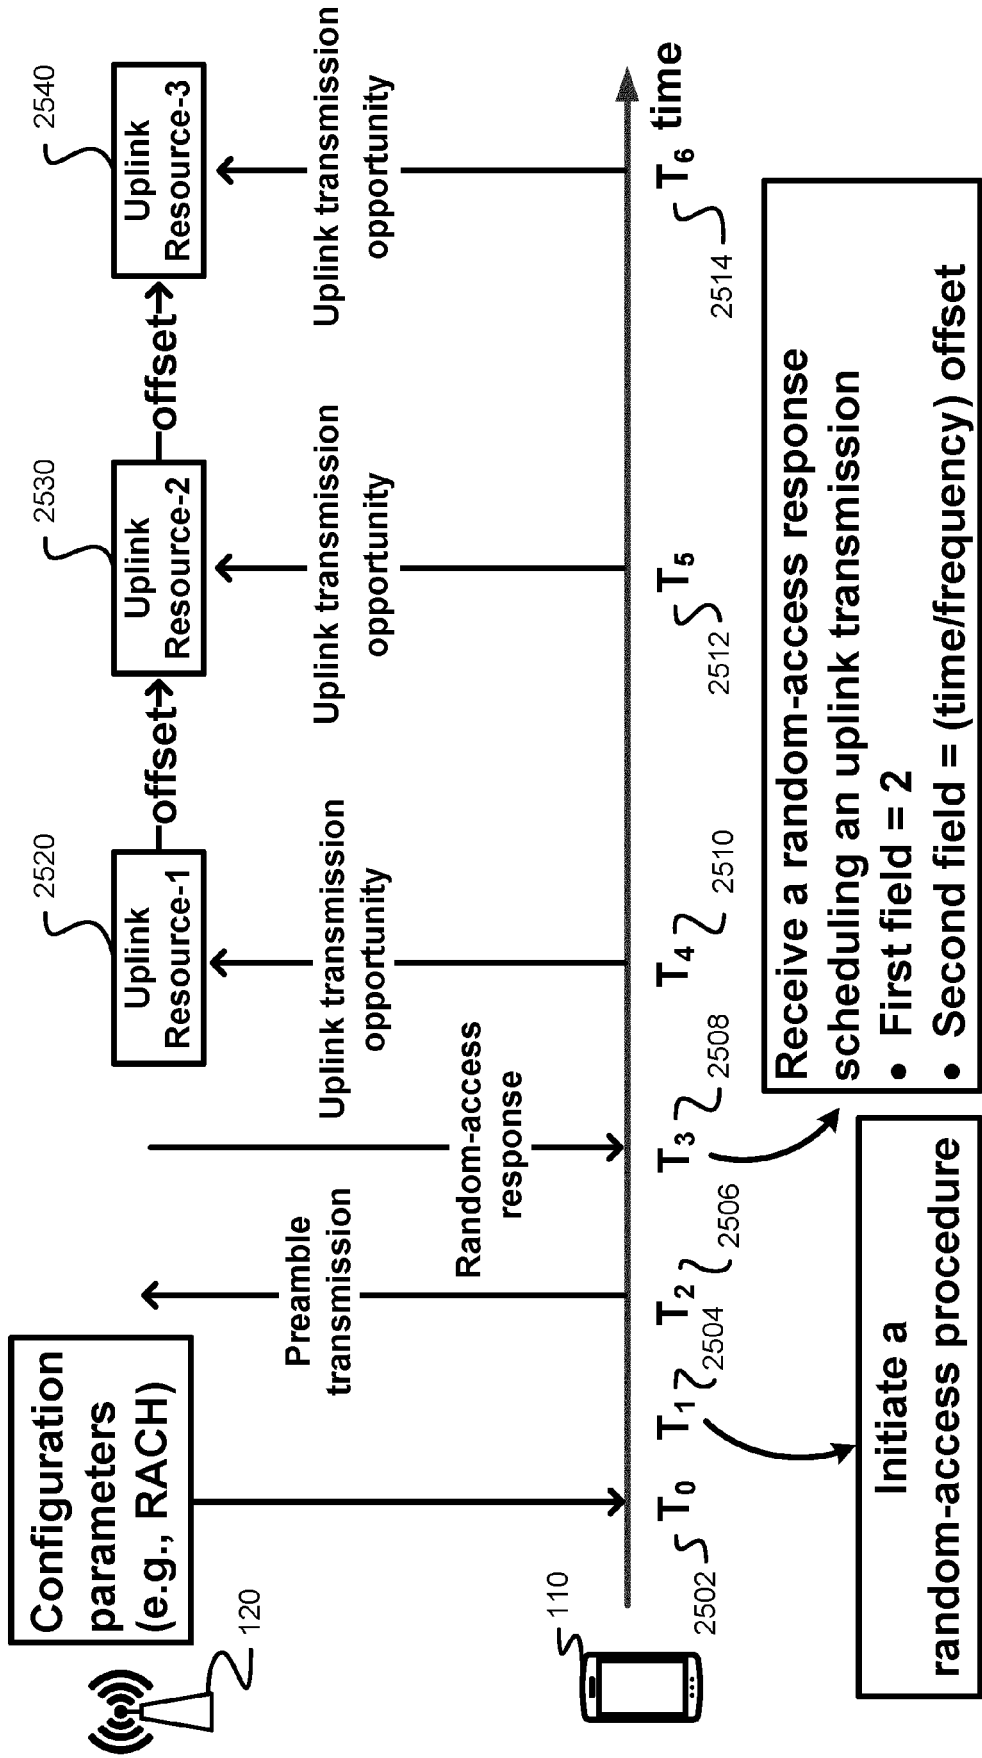 Configuration
parameters
(e.g., RACH)
120
Preamble
transmission
Random-access
response
2520
Uplink
Resource-1
offset
2530
Uplink
Resource-2
offset
2540
Uplink
Resource-3
Uplink transmission
opportunity
Uplink transmission
opportunity
Uplink transmission
opportunity
110
T0
T1
T2
T3
T4
T5
T6
time
2502
2504
2506
2508
2510
2512
2514
Initiate a
random-access procedure
Receive a random-access response
scheduling an uplink transmission
• First field = 2
• Second field = (time/frequency) offset